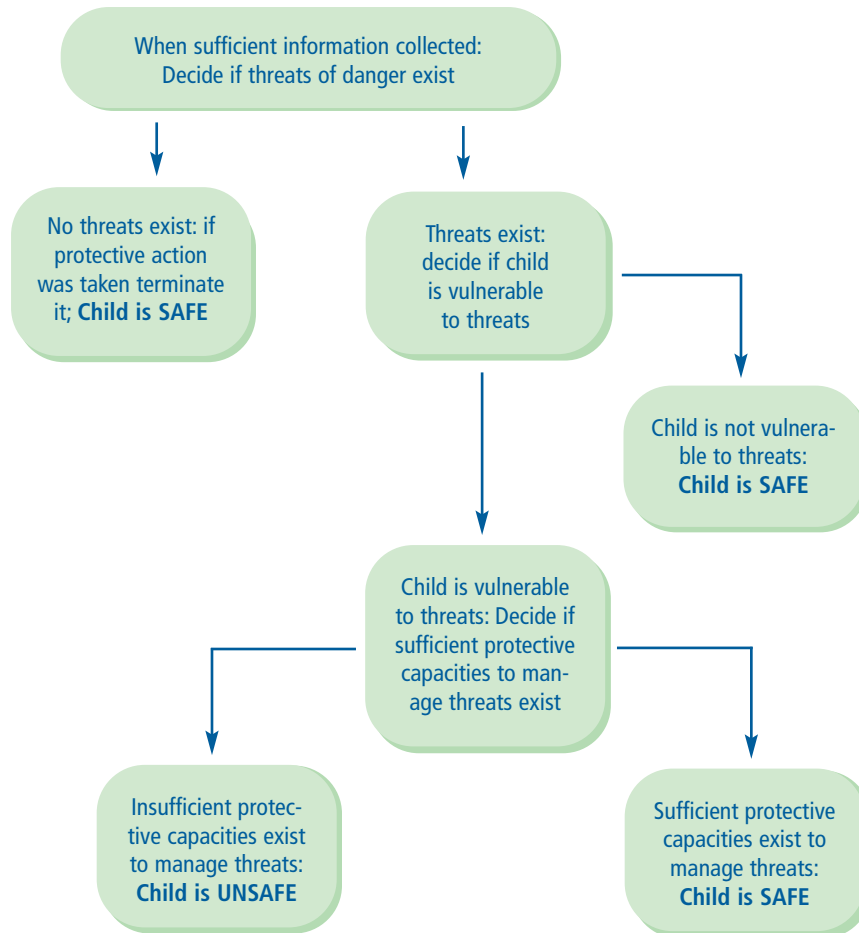 When sufficient information collected:
Decide if threats of danger exist
No threats exist: if
protective action
was taken terminate
it; Child is SAFE
Threats exist:
decide if child
is vulnerable
to threats
Child is not vulnera-
ble to threats:
Child is SAFE
Child is vulnerable
to threats: Decide if
sufficient protective
capacities to man-
age threats exist
Insufficient protec-
tive capacities exist
to manage threats:
Child is UNSAFE
Sufficient protective
capacities exist to
manage threats:
Child is SAFE